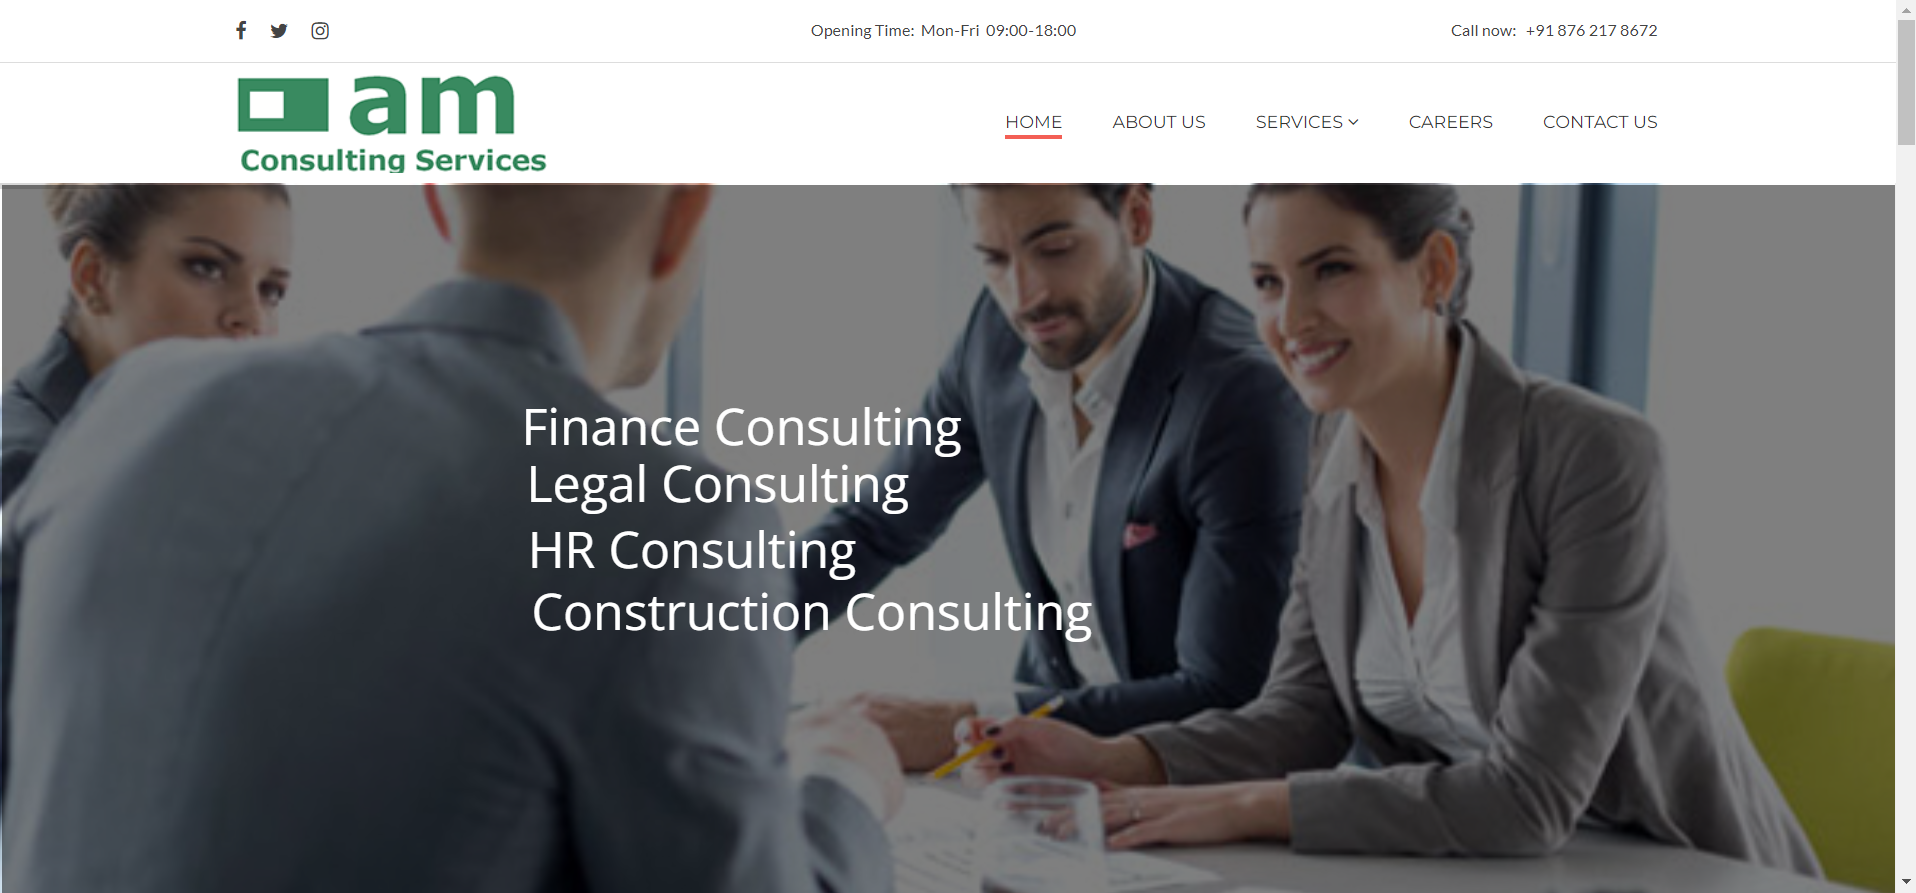 Opening Time: Mon-Fri 09:00-18:00
Call now: +91 876 217 8672
am
Consulting Services
HOME
ABOUT US
SERVICES
CAREERS
CONTACT US
Finance Consulting
Legal Consulting
HR Consulting
Construction Consulting